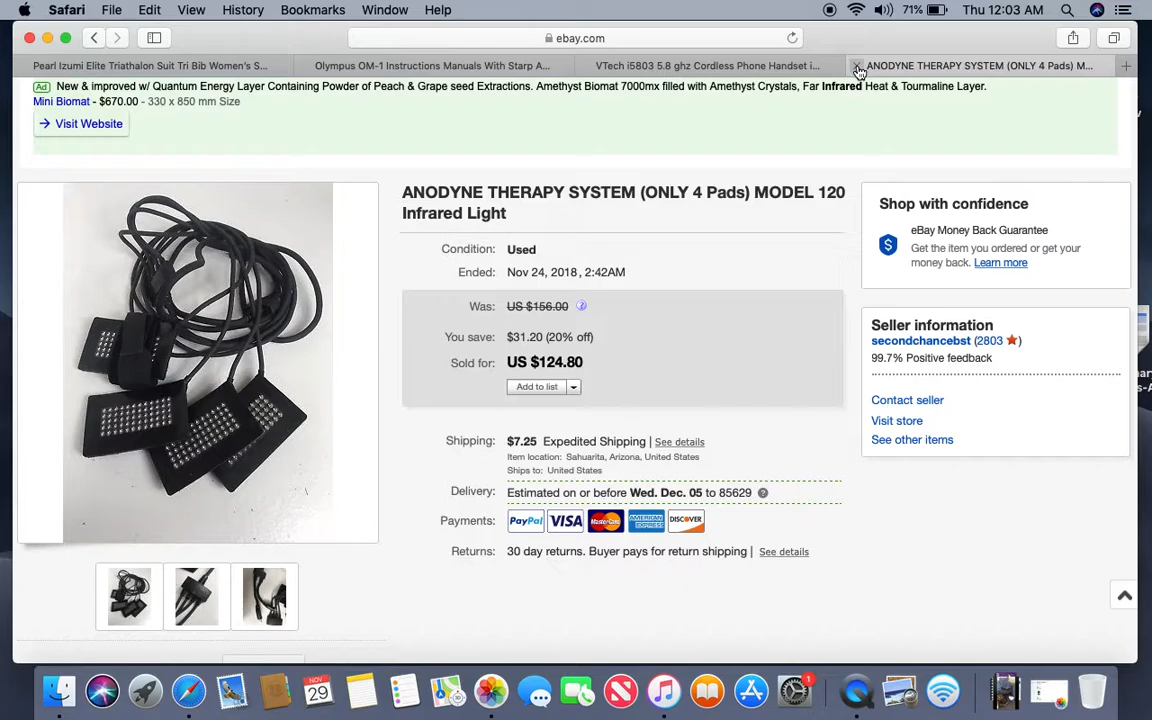 Safari File Edit View History Bookmarks Window Help 71% Thu 12:03 AM
ebay.com
Pearl Izumi Elite Triathalon Suit Tri Bib Women's S... Olympus OM-1 Instructions Manuals With Starp A... VTech i5803 5.8 ghz Cordless Phone Handset i... ANODYNE THERAPY SYSTEM (ONLY 4 Pads) M...
Ad New & improved w/ Quantum Energy Layer Containing Powder of Peach & Grape seed Extractions. Amethyst Biomat 7000mx filled with Amethyst Crystals, Far Infrared Heat & Tourmaline Layer.
Mini Biomat - $670.00 - 330 x 850 mm Size
Visit Website
ANODYNE THERAPY SYSTEM (ONLY 4 Pads) MODEL 120
Infrared Light
Condition: Used
Ended: Nov 24, 2018 , 2:42AM
Was: US $156.00
You save: $31.20 (20% off)
Sold for: US $124.80
Add to list
Shipping: $7.25 Expedited Shipping | See details
Item location: Sahuarita, Arizona, United States
Ships to: United States
Delivery: Estimated on or before Wed. Dec. 05 to 85629
Payments: PayPal VISA MasterCard AMERICAN EXPRESS DISCOVER
Returns: 30 day returns. Buyer pays for return shipping | See details
Shop with confidence
eBay Money Back Guarantee
Get the item you ordered or get your
money back. Learn more
Seller information
secondchancebst (2803 )
99.7% Positive feedback
Contact seller
Visit store
See other items
NOV
29
1